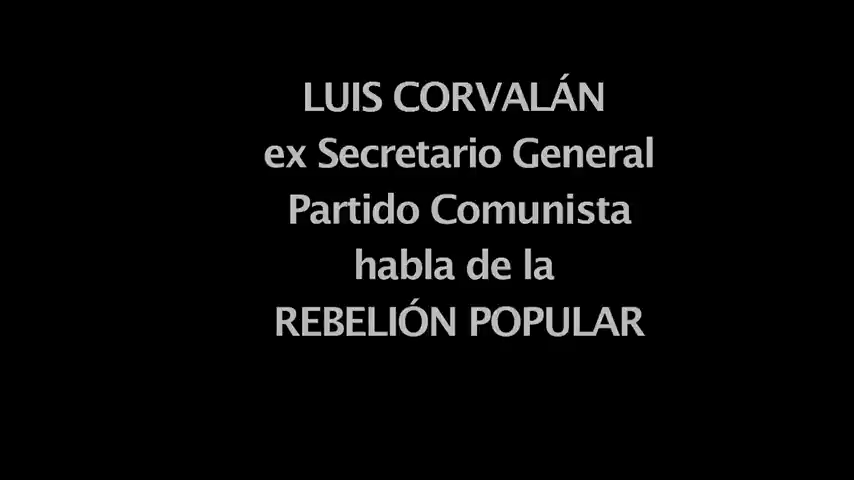 LUIS CORVALÁN
ex Secretario General
Partido Comunista
habla de la
REBELIÓN POPULAR